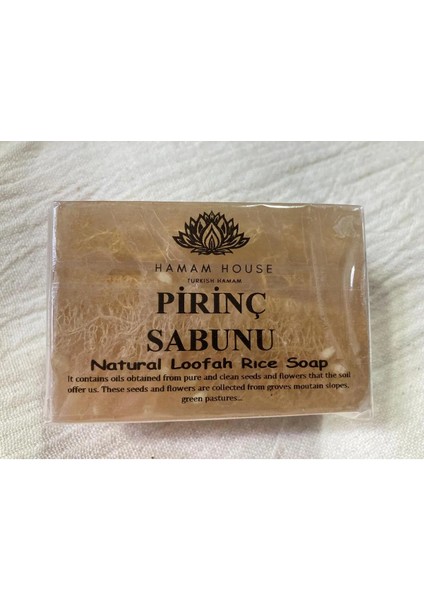 HAMAM HOUSE
TURKISH HAMAM
PİRİNÇ
SABUNU
Natural Loofah Rice Soap
It contains oils obtained from pure and clean seeds and flowers that the soil
offer us. These seeds and flowers are collected from groves moutain slopes,
green pastures...